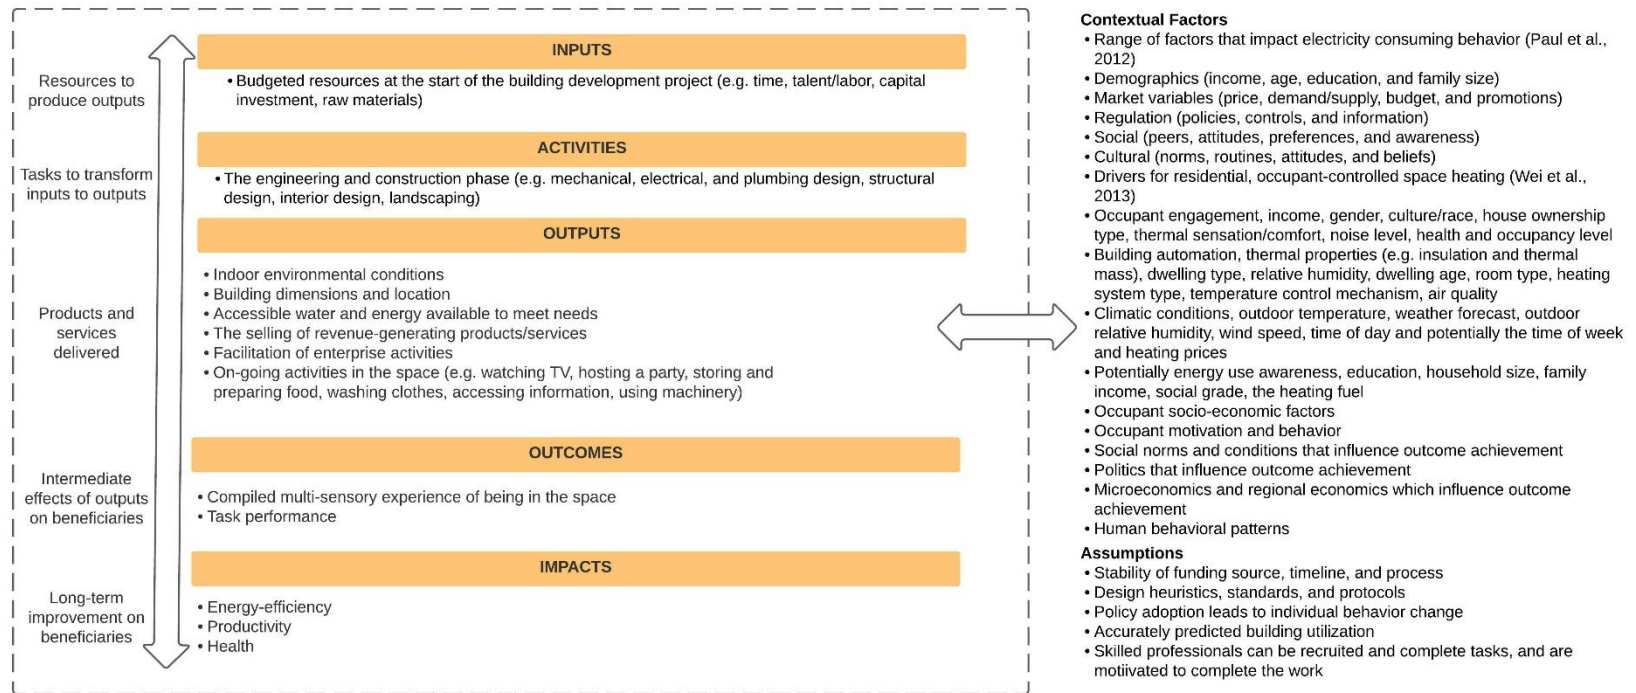 Resources to
produce outputs
INPUTS
• Budgeted resources at the start of the building development project (e.g. time, talent/labor, capital
investment, raw materials)
Tasks to transform
inputs to outputs
ACTIVITIES
• The engineering and construction phase (e.g. mechanical, electrical, and plumbing design, structural
design, interior design, landscaping)
Products and
services
delivered
OUTPUTS
• Indoor environmental conditions
• Building dimensions and location
• Accessible water and energy available to meet needs
• The selling of revenue-generating products/services
• Facilitation of enterprise activities
• On-going activities in the space (e.g. watching TV, hosting a party, storing and
preparing food, washing clothes, accessing information, using machinery)
Intermediate
effects of outputs
on beneficiaries
OUTCOMES
• Compiled multi-sensory experience of being in the space
• Task performance
Long-term
improvement on
beneficiaries
IMPACTS
• Energy-efficiency
• Productivity
• Health
Contextual Factors
• Range of factors that impact electricity consuming behavior (Paul et al.,
2012)
• Demographics (income, age, education, and family size)
• Market variables (price, demand/supply, budget, and promotions)
• Regulation (policies, controls, and information)
• Social (peers, attitudes, preferences, and awareness)
• Cultural (norms, routines, attitudes, and beliefs)
• Drivers for residential, occupant-controlled space heating (Wei et al.,
2013)
• Occupant engagement, income, gender, culture/race, house ownership
type, thermal sensation/comfort, noise level, health and occupancy level
• Building automation, thermal properties (e.g. insulation and thermal
mass), dwelling type, relative humidity, dwelling age, room type, heating
system type, temperature control mechanism, air quality
• Climatic conditions, outdoor temperature, weather forecast, outdoor
relative humidity, wind speed, time of day and potentially the time of week
and heating prices
• Potentially energy use awareness, education, household size, family
income, social grade, the heating fuel
• Occupant socio-economic factors
• Occupant motivation and behavior
• Social norms and conditions that influence outcome achievement
• Politics that influence outcome achievement
• Microeconomics and regional economics which influence outcome
achievement
• Human behavioral patterns
Assumptions
• Stability of funding source, timeline, and process
• Design heuristics, standards, and protocols
• Policy adoption leads to individual behavior change
• Accurately predicted building utilization
• Skilled professionals can be recruited and complete tasks, and are
motiivated to complete the work